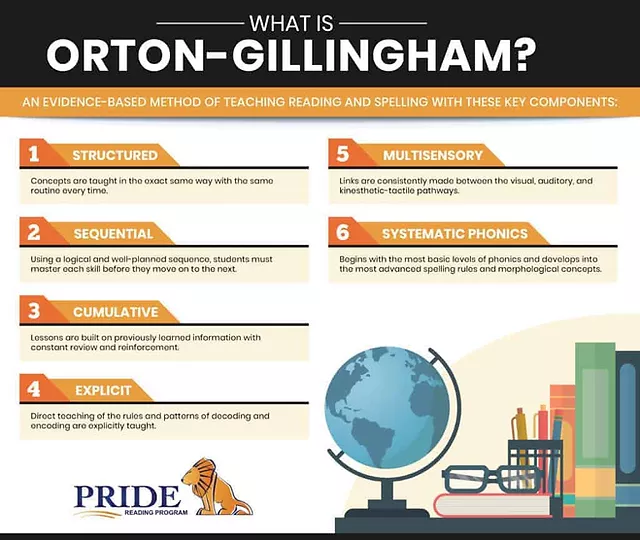 WHAT IS
ORTON-GILLINGHAM?
AN EVIDENCE-BASED METHOD OF TEACHING READING AND SPELLING WITH THESE KEY COMPONENTS:
1 STRUCTURED
Concepts are taught in the exact same way with the same
routine every time.
2 SEQUENTIAL
Using a logical and well-planned sequence, students must
master each skill before they move on to the next.
3 CUMULATIVE
Lessons are built on previously learned information with
constant review and reinforcement.
4 EXPLICIT
Direct teaching of the rules and patterns of decoding and
encoding are explicitly taught.
5 MULTISENSORY
Links are consistently made between the visual, auditory, and
kinesthetic-tactile pathways.
6 SYSTEMATIC PHONICS
Begins with the most basic levels of phonics and develops into
the most advanced spelling rules and morphological concepts.
PRIDE
READING PROGRAM